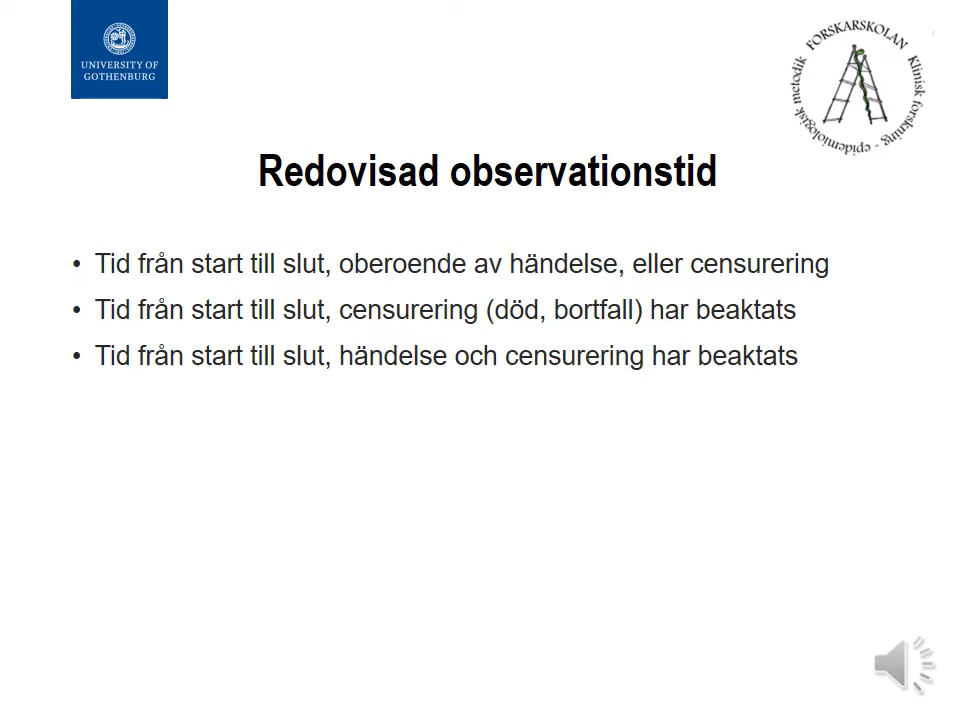 UNIVERSITY OF
GOTHENBURG
FORSKARSKOLAN
Klinisk forskning - epidemiologisk metodik
Redovisad observationstid
• Tid från start till slut, oberoende av händelse, eller censurering
• Tid från start till slut, censurering (död, bortfall) har beaktats
• Tid från start till slut, händelse och censurering har beaktats